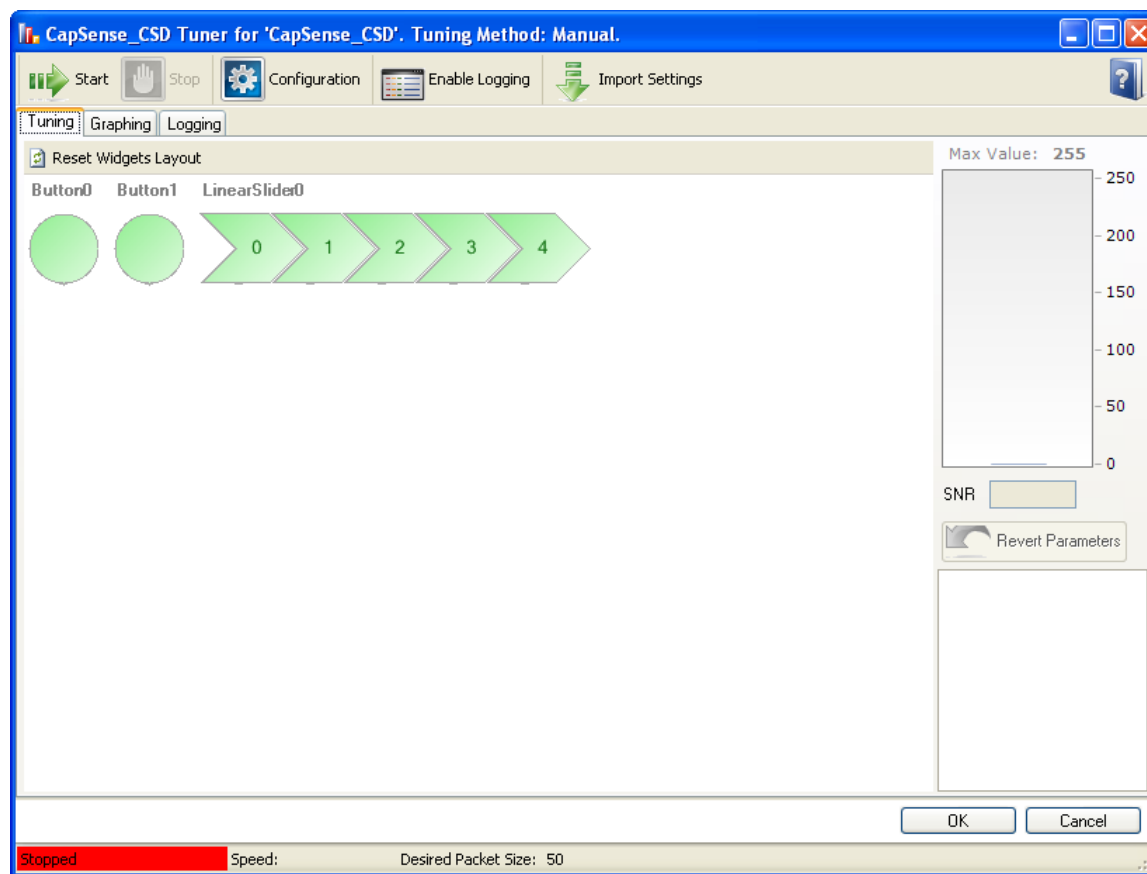 CapSense_CSD Tuner for 'CapSense_CSD'. Tuning Method: Manual.
Start Stop Configuration Enable Logging Import Settings ?
Tuning Graphing Logging
Reset Widgets Layout
Button0 Button1 LinearSlider0
0 1 2 3 4
Max Value: 255
250
200
150
100
50
0
SNR
Revert Parameters
OK Cancel
Stopped Speed: Desired Packet Size: 50